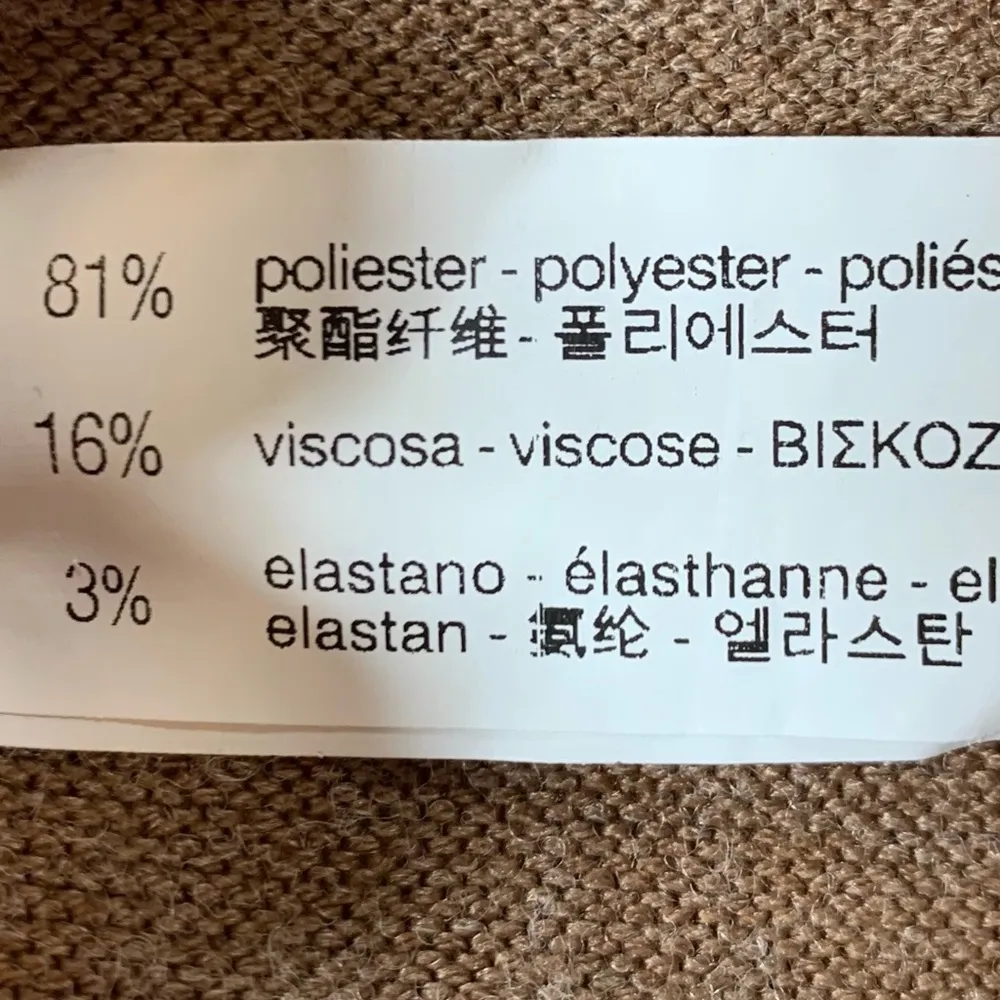 81% poliester - polyester - poliés
聚酯纤维 - 폴리에스터
16% viscosa - viscose - ΒΙΣΚΟΖ
3% elastano - élasthanne - el
elastan - 氨纶 - 엘라스탄